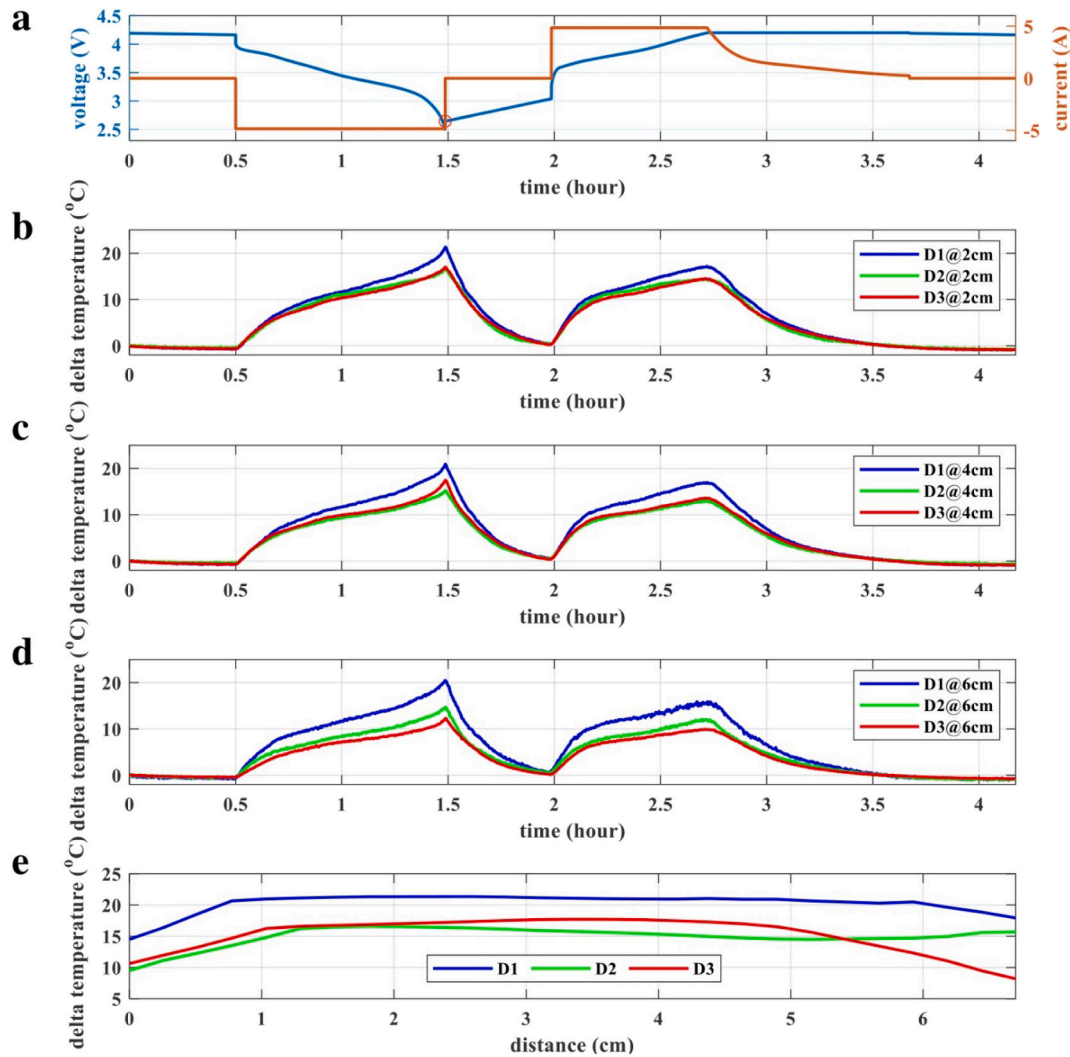 a
4.5
4
3.5
3
2.5
voltage (V)
5
0
-5
current (A)
0 0.5 1 1.5 2 2.5 3 3.5 4
time (hour)
b
delta temperature (°C)
20
10
0
D1@2cm
D2@2cm
D3@2cm
0 0.5 1 1.5 2 2.5 3 3.5 4
time (hour)
c
delta temperature (°C)
20
10
0
D1@4cm
D2@4cm
D3@4cm
0 0.5 1 1.5 2 2.5 3 3.5 4
time (hour)
d
delta temperature (°C)
20
10
0
D1@6cm
D2@6cm
D3@6cm
0 0.5 1 1.5 2 2.5 3 3.5 4
time (hour)
e
delta temperature (°C)
25
20
15
10
5
D1 D2 D3
0 1 2 3 4 5 6
distance (cm)